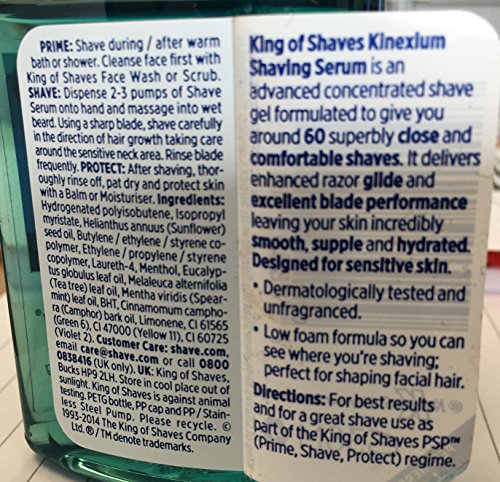 PRIME: Shave during / after warm
bath or shower. Cleanse face first with
King of Shaves Face Wash or Scrub.
SHAVE: Dispense 2-3 pumps of Shave
Serum onto hand and massage into wet
beard. Using a sharp blade, shave carefully
in the direction of hair growth taking care
around the sensitive neck area. Rinse blade
frequently. PROTECT: After shaving, thor-
oughly rinse off, pat dry and protect skin
with a Balm or Moisturiser. Ingredients:
Hydrogenated polyisobutene, Isopropyl
myristate, Helianthus annuus (Sunflower)
seed oil, Butylene / ethylene / styrene co-
polymer, Ethylene / propylene / styrene
copolymer, Laureth-4, Menthol, Eucalyp-
tus globulus leaf oil, Melaleuca alternifolia
(Tea tree) leaf oil, Mentha viridis (Spear-
mint) leaf oil, BHT, Cinnamomum campho-
ra (Camphor) bark oil, Limonene, CI 61565
(Green 6), CI 47000 (Yellow 11), CI 60725
(Violet 2). Customer Care: shave.com,
email care@shave.com or call 0800
0838416 (UK only). UK: King of Shaves,
Bucks HP9 2LH. Store in cool place out of
sunlight. King of Shaves is against animal
testing. PETG bottle, PP cap and PP / Stain-
less Steel Pump. Please recycle. ©
1993-2014 The King of Shaves Company
Ltd. ® / TM denote trademarks.
King of Shaves Kinexium
Shaving Serum is an
advanced concentrated shave
gel formulated to give you
around 60 superbly close and
comfortable shaves. It delivers
enhanced razor glide and
excellent blade performance
leaving your skin incredibly
smooth, supple and hydrated.
Designed for sensitive skin.
• Dermatologically tested and
unfragranced.
• Low foam formula so you can
see where you're shaving;
perfect for shaping facial hair.
Directions: For best results
and for a great shave use as
part of the King of Shaves PSP™
(Prime, Shave, Protect) regime.